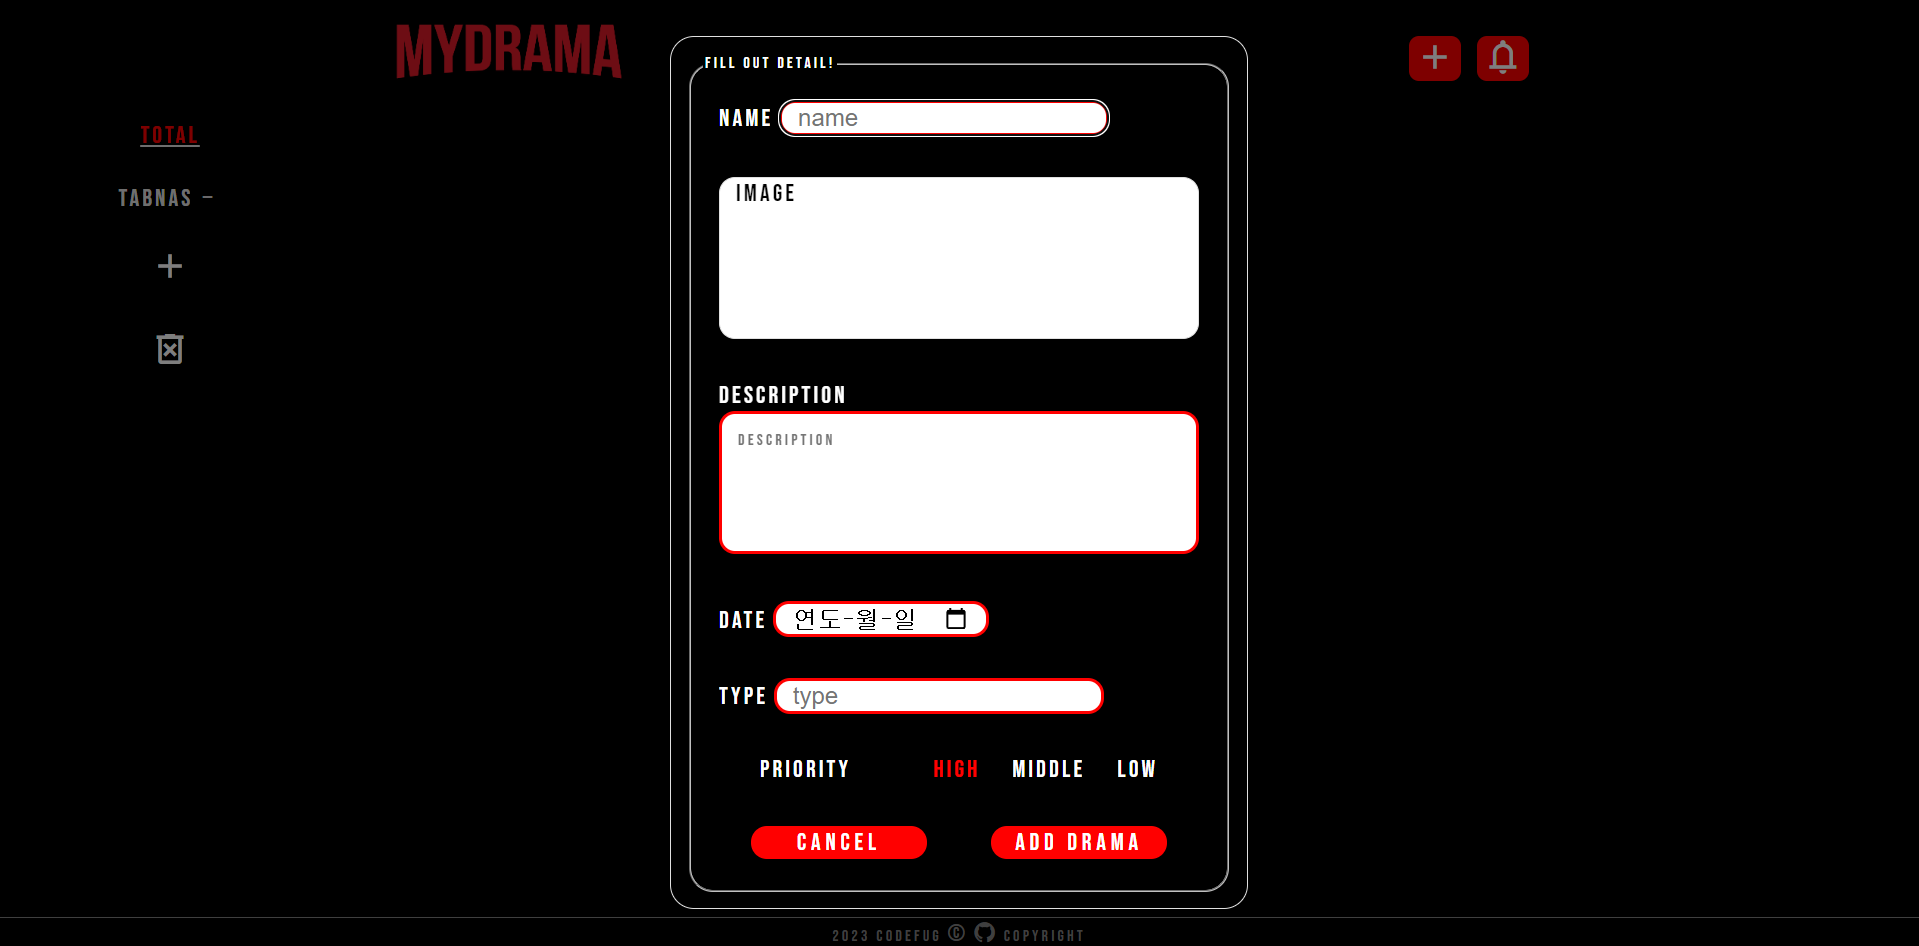 MYDRAMA
TOTAL
TABNAS –
FILL OUT DETAIL!
NAME name
IMAGE
DESCRIPTION
DESCRIPTION
DATE 연도-월-일
TYPE type
PRIORITY HIGH MIDDLE LOW
CANCEL ADD DRAMA
2023 CODEFUG © COPYRIGHT